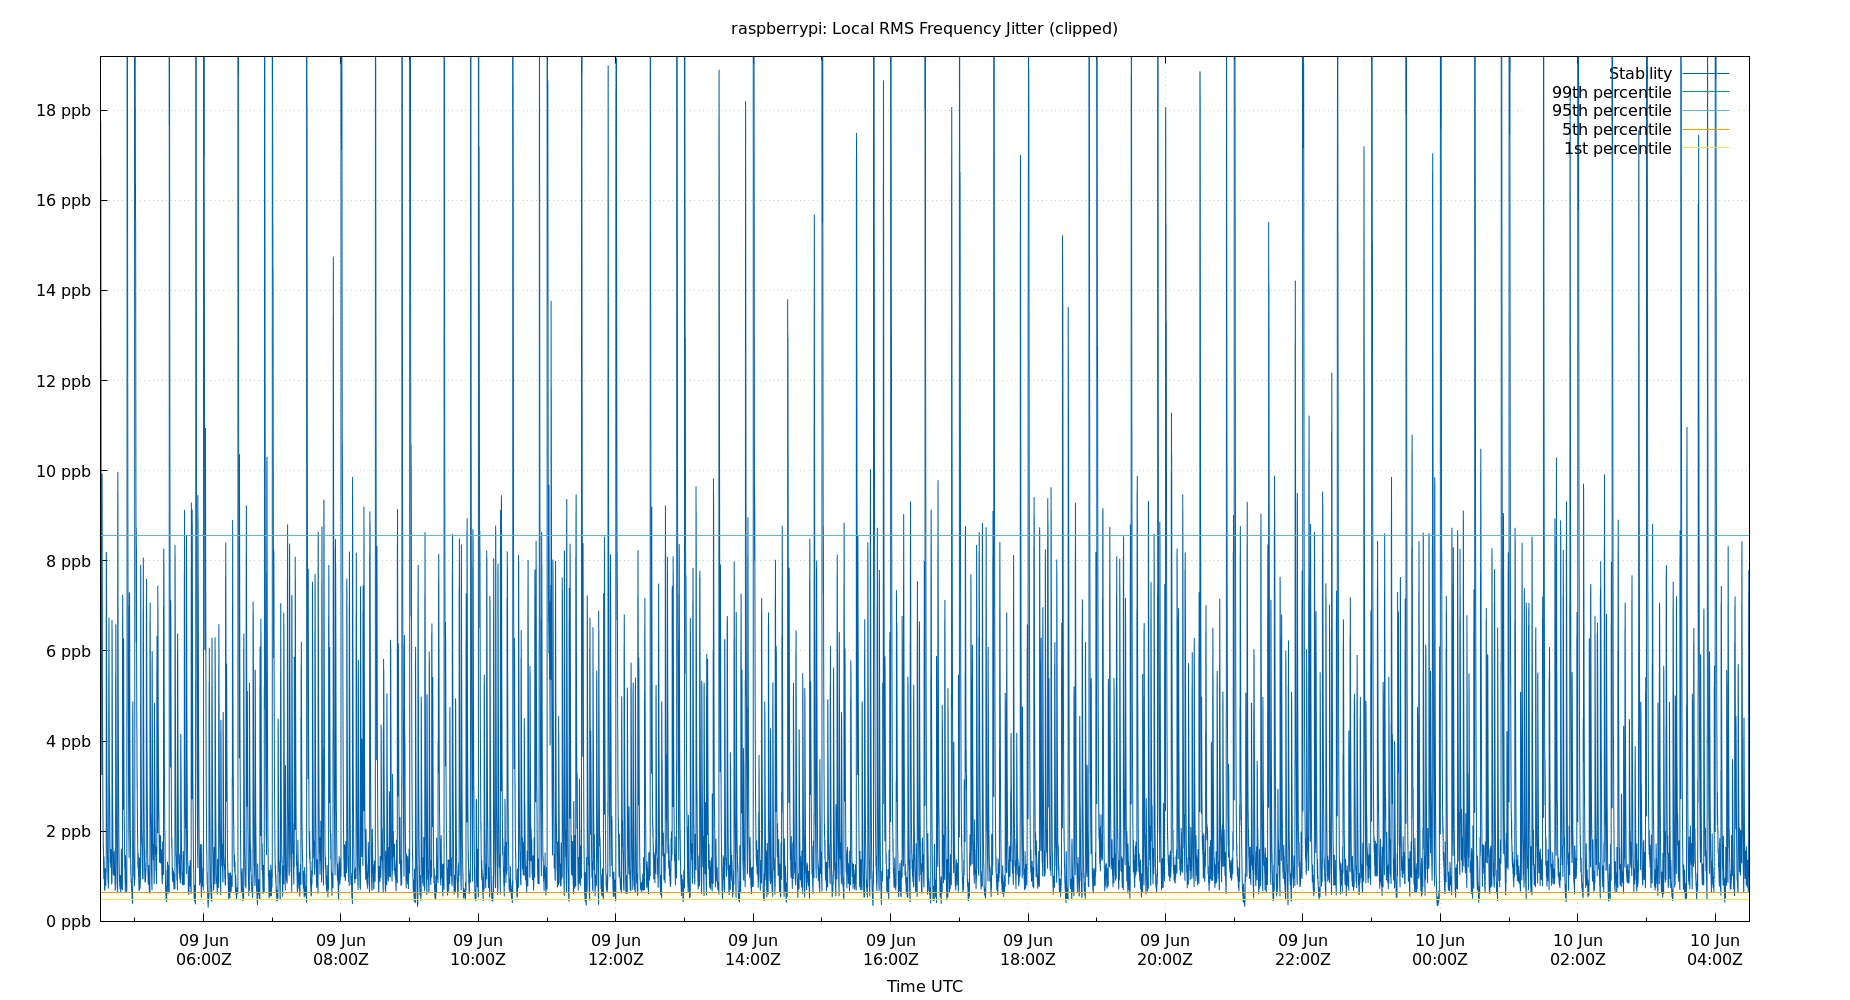 raspberrypi: Local RMS Frequency Jitter (clipped)
Stability
99th percentile
95th percentile
5th percentile
1st percentile
18 ppb
16 ppb
14 ppb
12 ppb
10 ppb
8 ppb
6 ppb
4 ppb
2 ppb
0 ppb
09 Jun 09 Jun 09 Jun 09 Jun 09 Jun 09 Jun 09 Jun 09 Jun 09 Jun 10 Jun 10 Jun 10 Jun
06:00Z 08:00Z 10:00Z 12:00Z 14:00Z 16:00Z 18:00Z 20:00Z 22:00Z 00:00Z 02:00Z 04:00Z
Time UTC